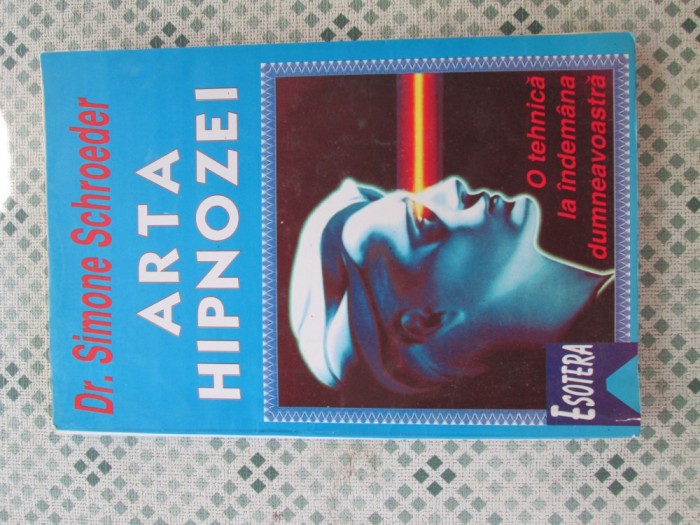 Dr. Simone Schroeder
ARTA
HIPNOZEI
O tehnică
la îndemâna
dumneavoastră
ESOTERA